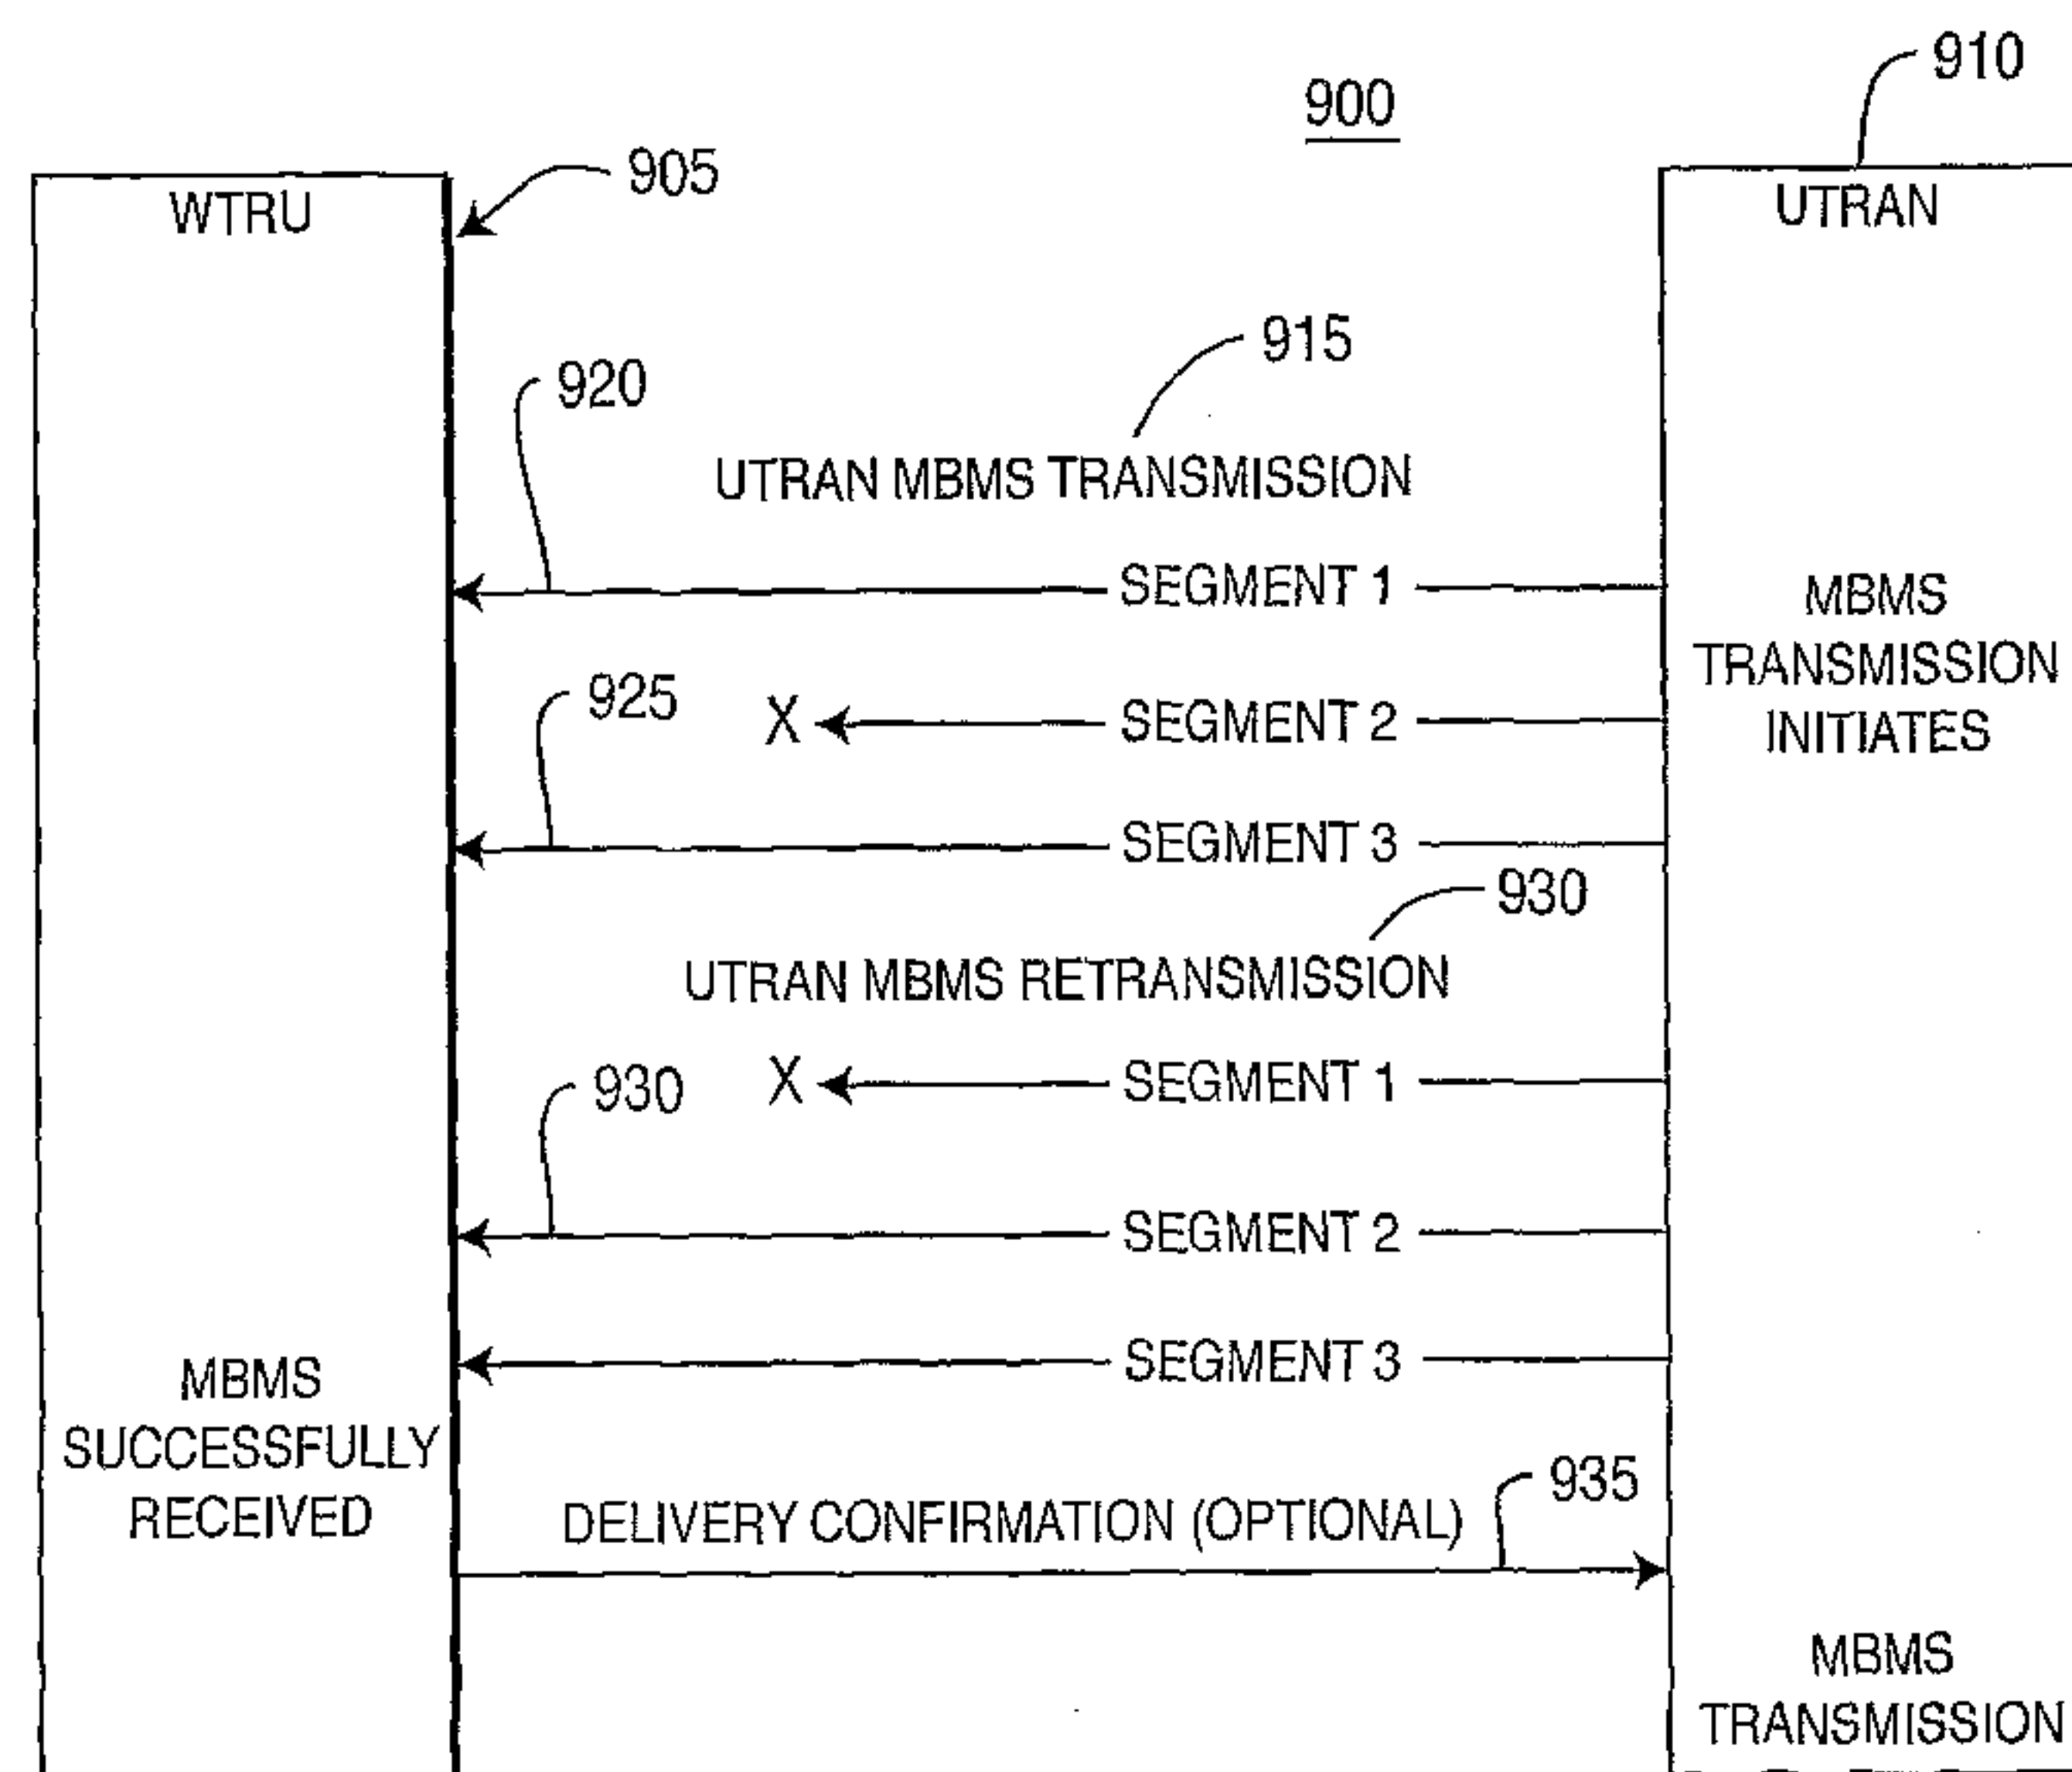 910
900
905
WTRU
UTRAN
915
920
UTRAN MBMS TRANSMISSION
SEGMENT 1
MBMS
TRANSMISSION
INITIATES
925
X
SEGMENT 2
SEGMENT 3
930
UTRAN MBMS RETRANSMISSION
930
X
SEGMENT 1
SEGMENT 2
SEGMENT 3
MBMS
SUCCESSFULLY
RECEIVED
935
DELIVERY CONFIRMATION (OPTIONAL)
MBMS
TRANSMISSION